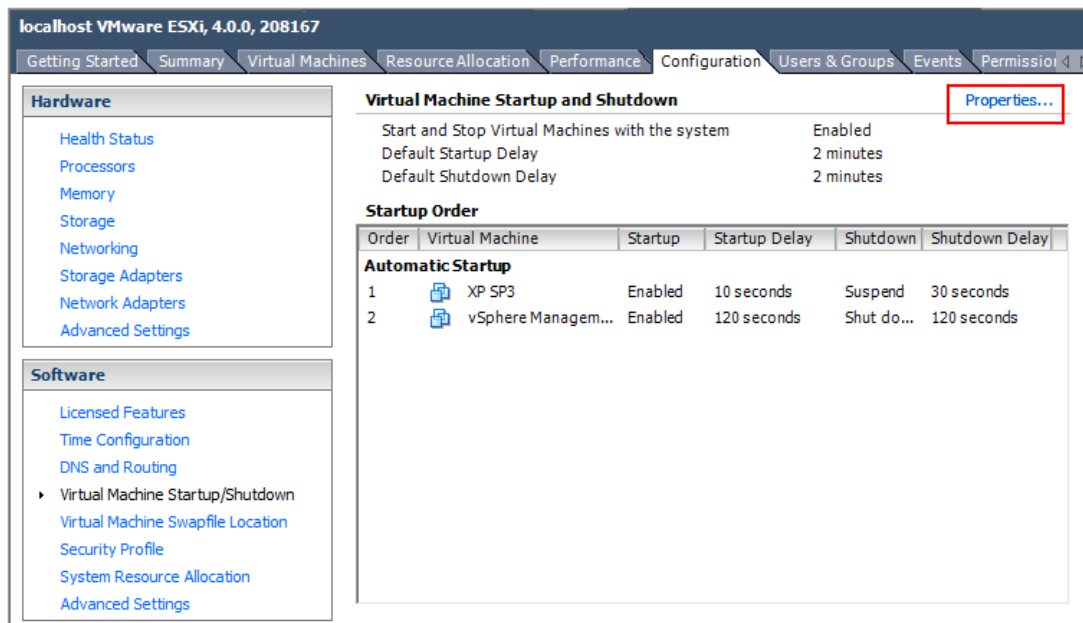 localhost VMware ESXi, 4.0.0, 208167
Getting Started Summary Virtual Machines Resource Allocation Performance Configuration Users & Groups Events Permission
Hardware
Health Status
Processors
Memory
Storage
Networking
Storage Adapters
Network Adapters
Advanced Settings
Software
Licensed Features
Time Configuration
DNS and Routing
Virtual Machine Startup/Shutdown
Virtual Machine Swapfile Location
Security Profile
System Resource Allocation
Advanced Settings
Virtual Machine Startup and Shutdown Properties...
Start and Stop Virtual Machines with the system Enabled
Default Startup Delay 2 minutes
Default Shutdown Delay 2 minutes
Startup Order
Order Virtual Machine Startup Startup Delay Shutdown Shutdown Delay
Automatic Startup
1 XP SP3 Enabled 10 seconds Suspend 30 seconds
2 vSphere Managem... Enabled 120 seconds Shut do... 120 seconds